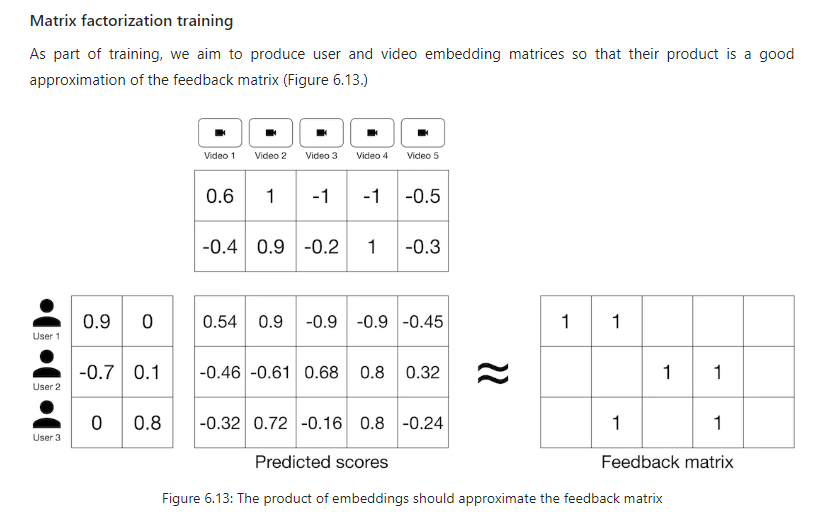 Matrix factorization training
As part of training, we aim to produce user and video embedding matrices so that their product is a good
approximation of the feedback matrix (Figure 6.13.)
Video 1 Video 2 Video 3 Video 4 Video 5
0.6 1 -1 -1 -0.5
-0.4 0.9 -0.2 1 -0.3
User 1 0.9 0 0.54 0.9 -0.9 -0.9 -0.45 1 1
User 2 -0.7 0.1 -0.46 -0.61 0.68 0.8 0.32 ≈ 1 1
User 3 0 0.8 -0.32 0.72 -0.16 0.8 -0.24 1 1
Predicted scores Feedback matrix
Figure 6.13: The product of embeddings should approximate the feedback matrix